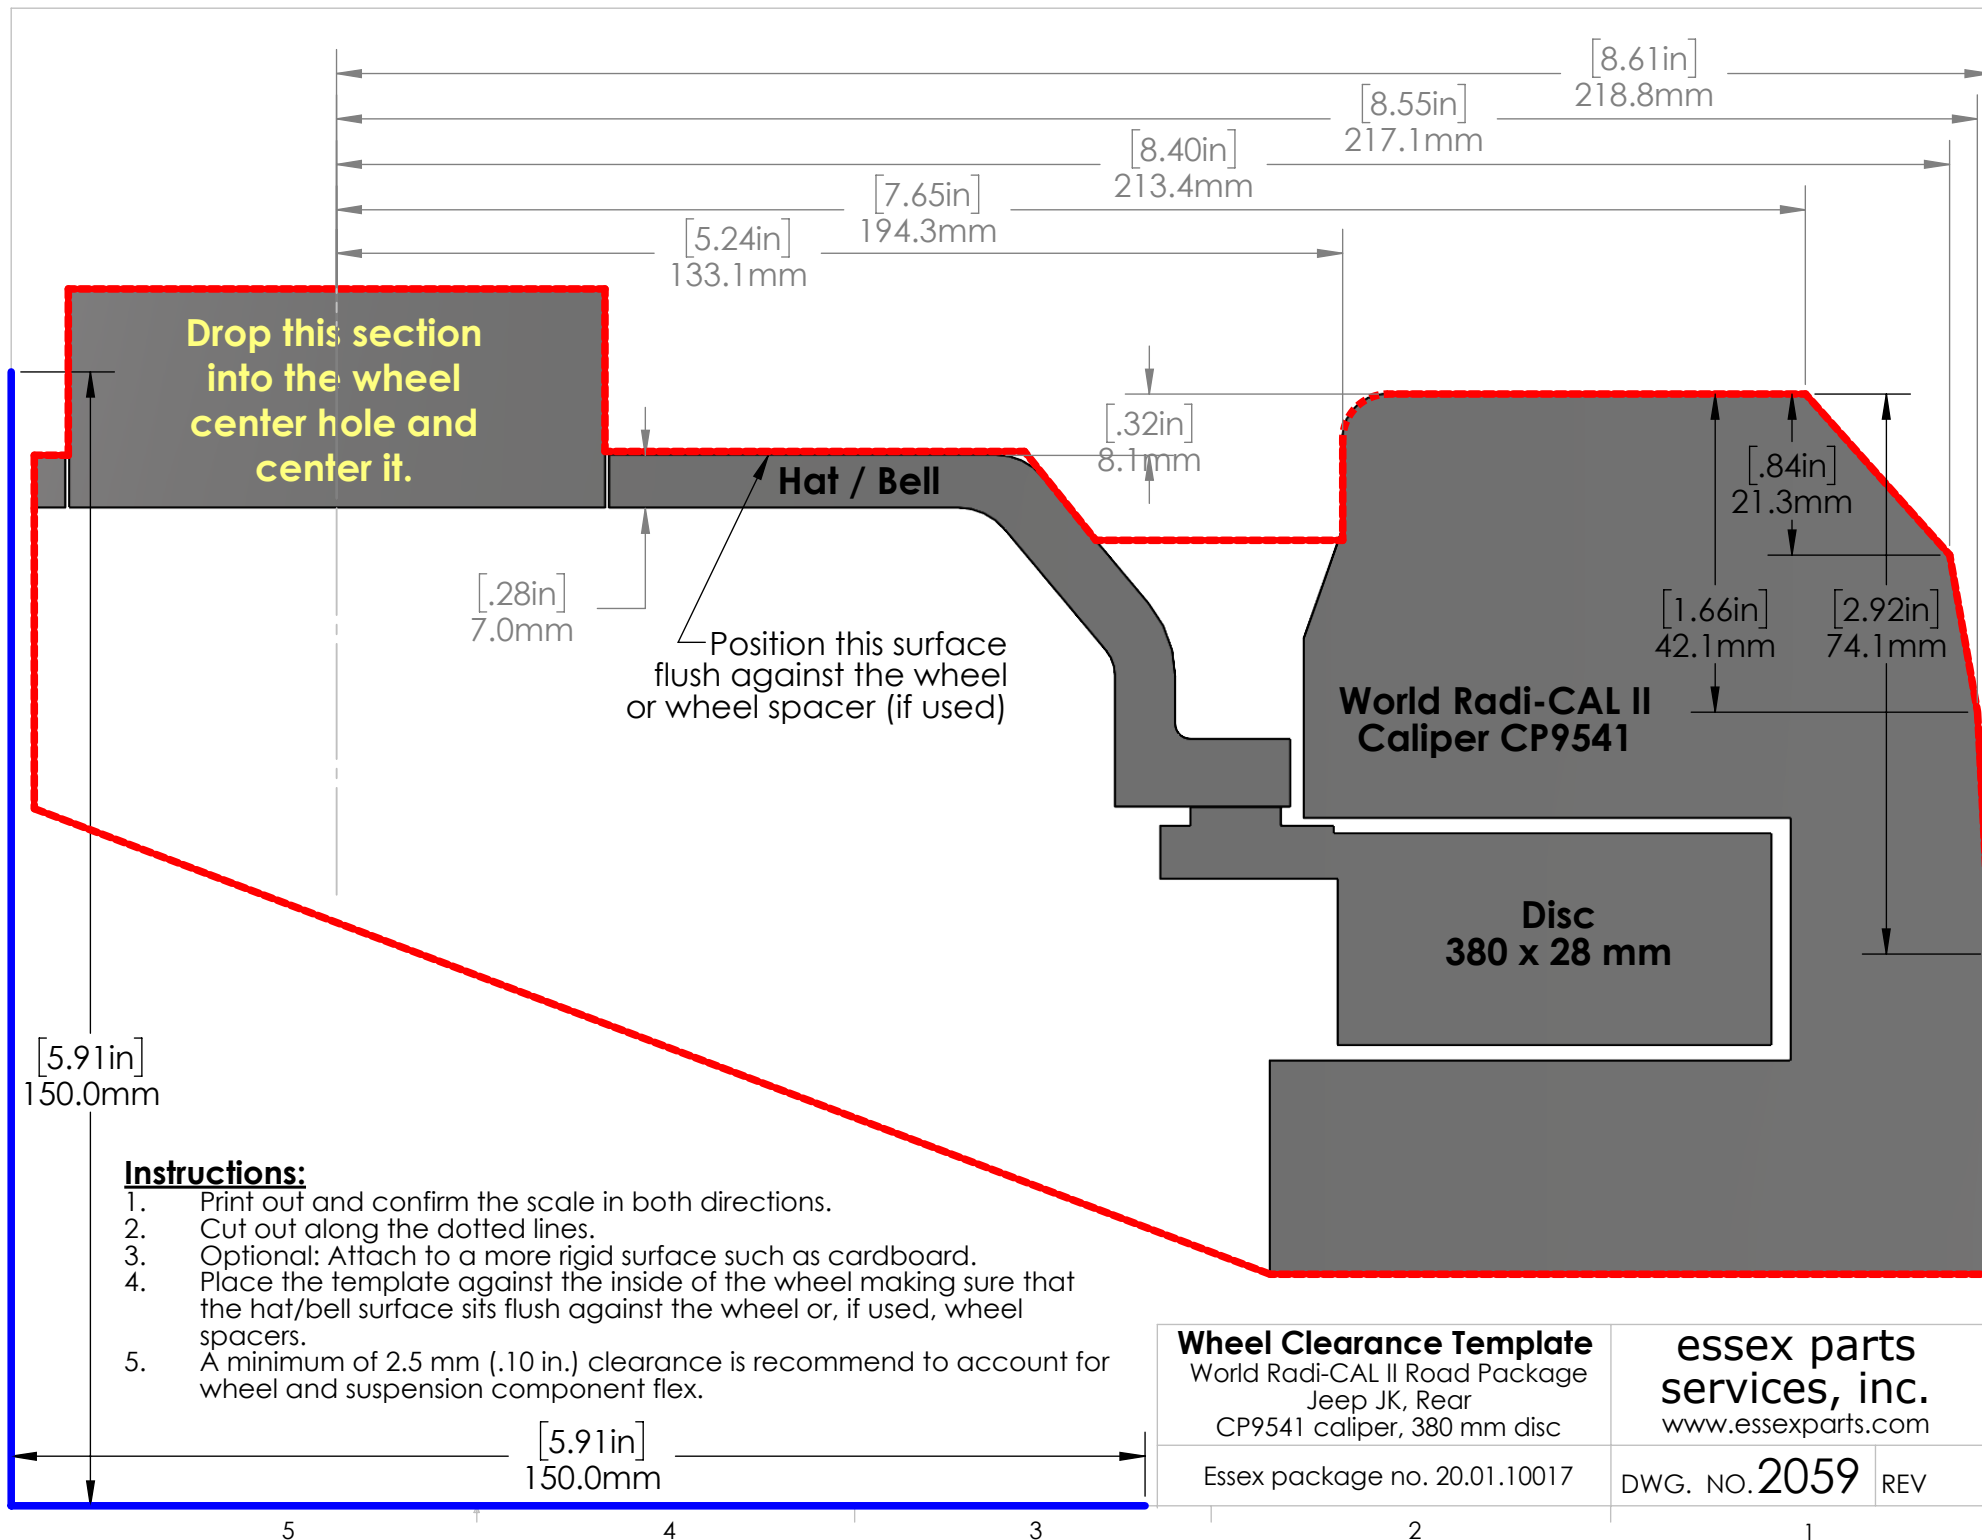 [8.61in]
218.8mm
[8.55in]
217.1mm
[8.40in]
213.4mm
[7.65in]
194.3mm
[5.24in]
133.1mm
Drop this section
into the wheel
center hole and
center it.
[.32in]
8.1mm
Hat / Bell
[.84in]
21.3mm
[.28in]
7.0mm
[1.66in]
42.1mm
[2.92in]
74.1mm
Position this surface
flush against the wheel
or wheel spacer (if used)
World Radi-CAL II
Caliper CP9541
Disc
380 x 28 mm
[5.91in]
150.0mm
Instructions:
1. Print out and confirm the scale in both directions.
2. Cut out along the dotted lines.
3. Optional: Attach to a more rigid surface such as cardboard.
4. Place the template against the inside of the wheel making sure that
the hat/bell surface sits flush against the wheel or, if used, wheel
spacers.
5. A minimum of 2.5 mm (.10 in.) clearance is recommend to account for
wheel and suspension component flex.
[5.91in]
150.0mm
Wheel Clearance Template
World Radi-CAL II Road Package
Jeep JK, Rear
CP9541 caliper, 380 mm disc
Essex package no. 20.01.10017
essex parts
services, inc.
www.essexparts.com
DWG. NO. 2059 REV
5 4 3 2 1